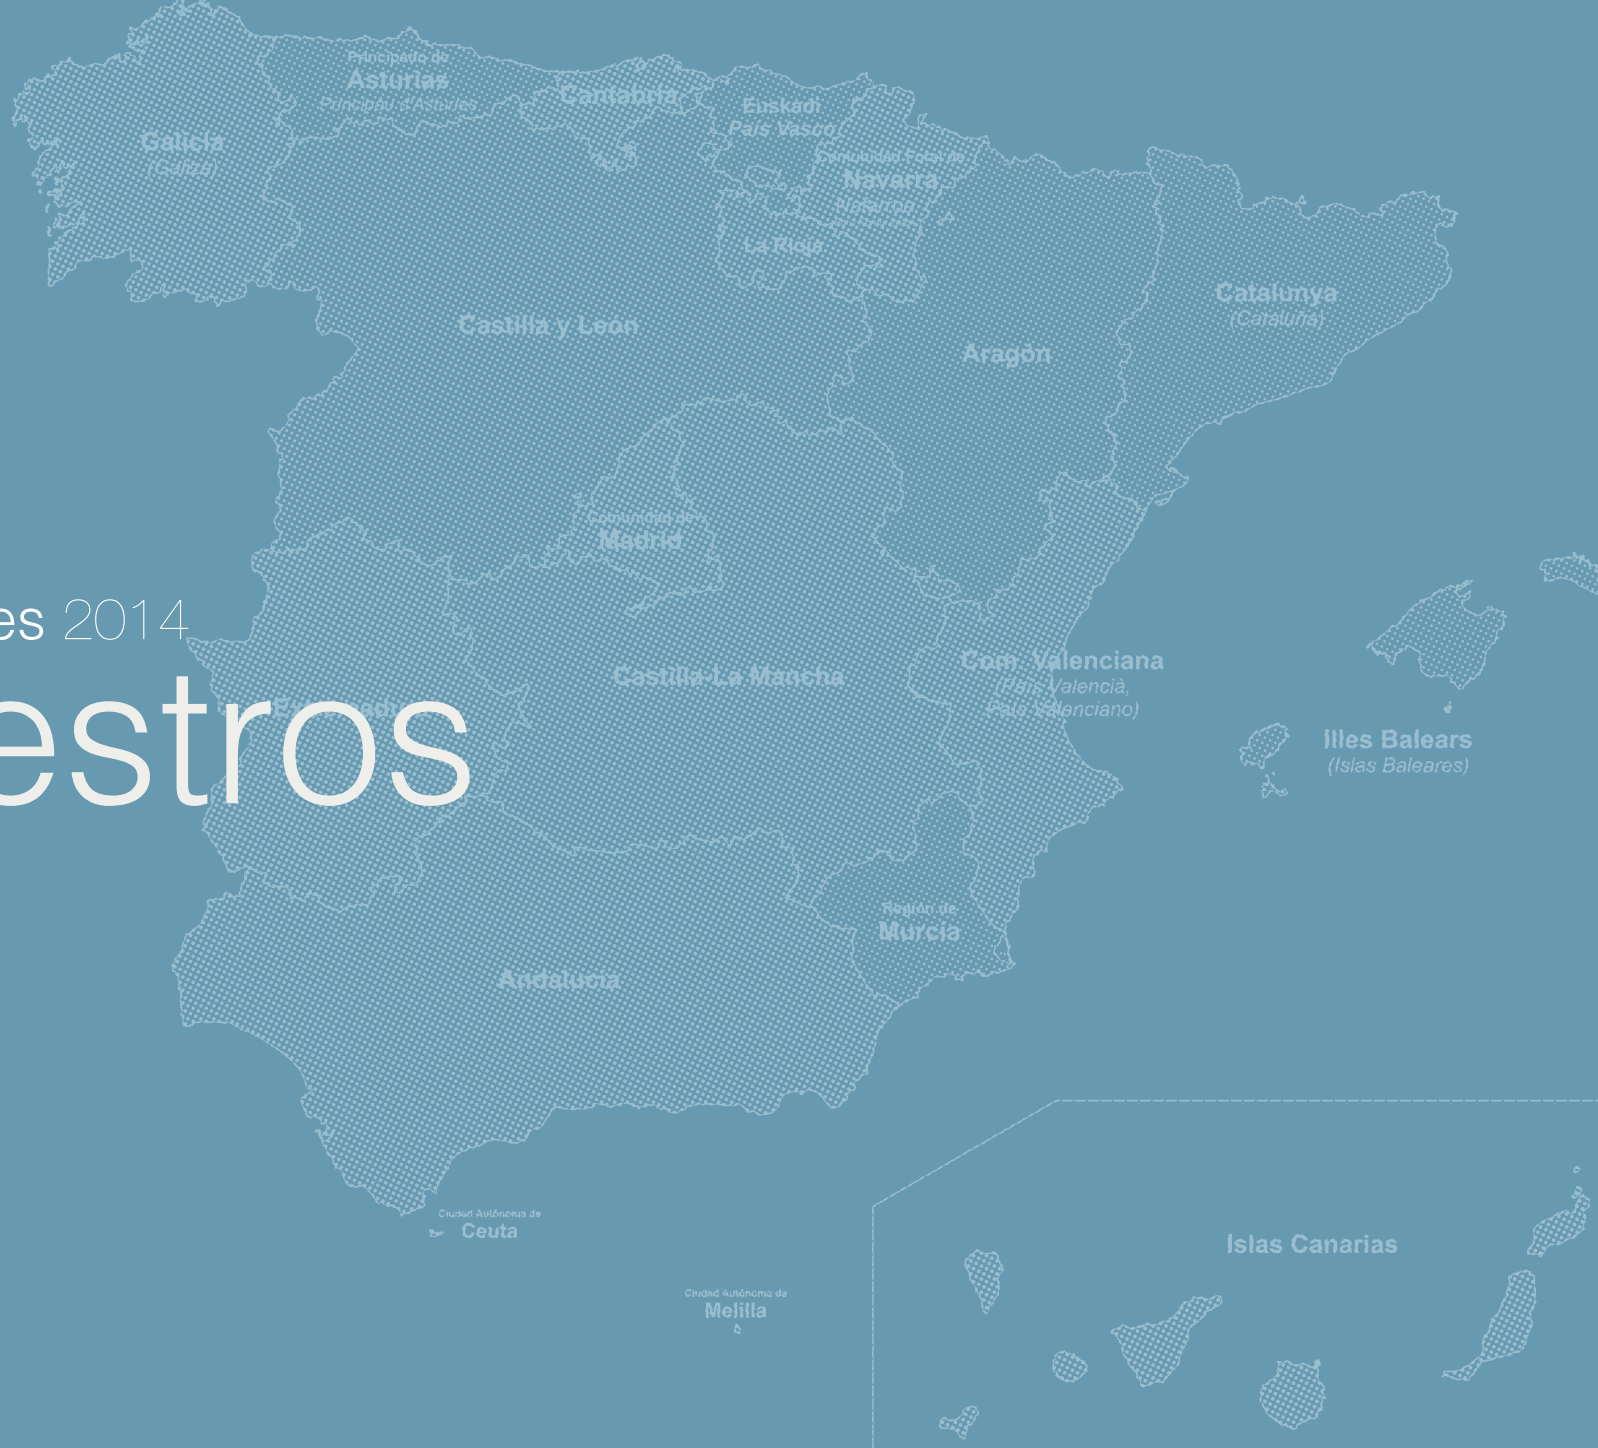 Principado de
Asturias
Principáu d'Asturies
Cantabria
Euskadi
País Vasco
Galicia
(Galiza)
Comunidad Foral de
Navarra
Nafarroa
La Rioja
Catalunya
(Cataluña)
Castilla y León
Aragón
Comunidad de
Madrid
es 2014
estros
Castilla-La Mancha
Com. Valenciana
(País Valencià,
País Valenciano)
Illes Balears
(Islas Baleares)
Región de
Murcia
Andalucía
Ciudad Autónoma de
Ceuta
Islas Canarias
Ciudad Autónoma de
Melilla